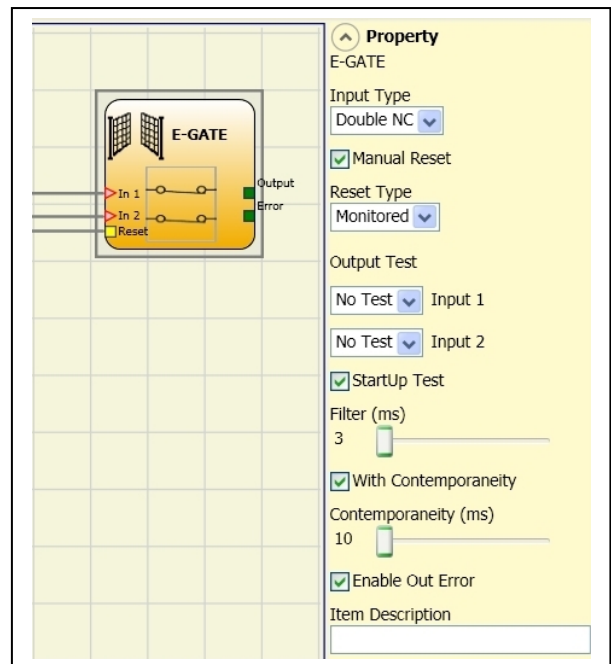 E-GATE
In 1
In 2
Reset
Output
Error
Property
E-GATE
Input Type
Double NC
Manual Reset
Reset Type
Monitored
Output Test
No Test Input 1
No Test Input 2
StartUp Test
Filter (ms)
3
With Contemporaneity
Contemporaneity (ms)
10
Enable Out Error
Item Description